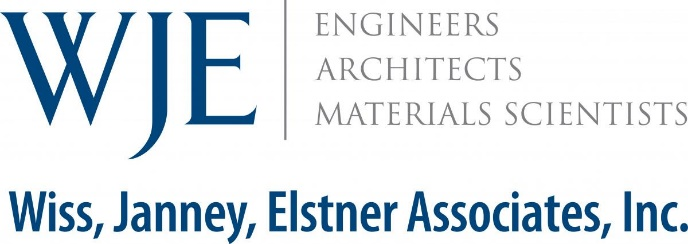 WJE
ENGINEERS
ARCHITECTS
MATERIALS SCIENTISTS
Wiss, Janney, Elstner Associates, Inc.